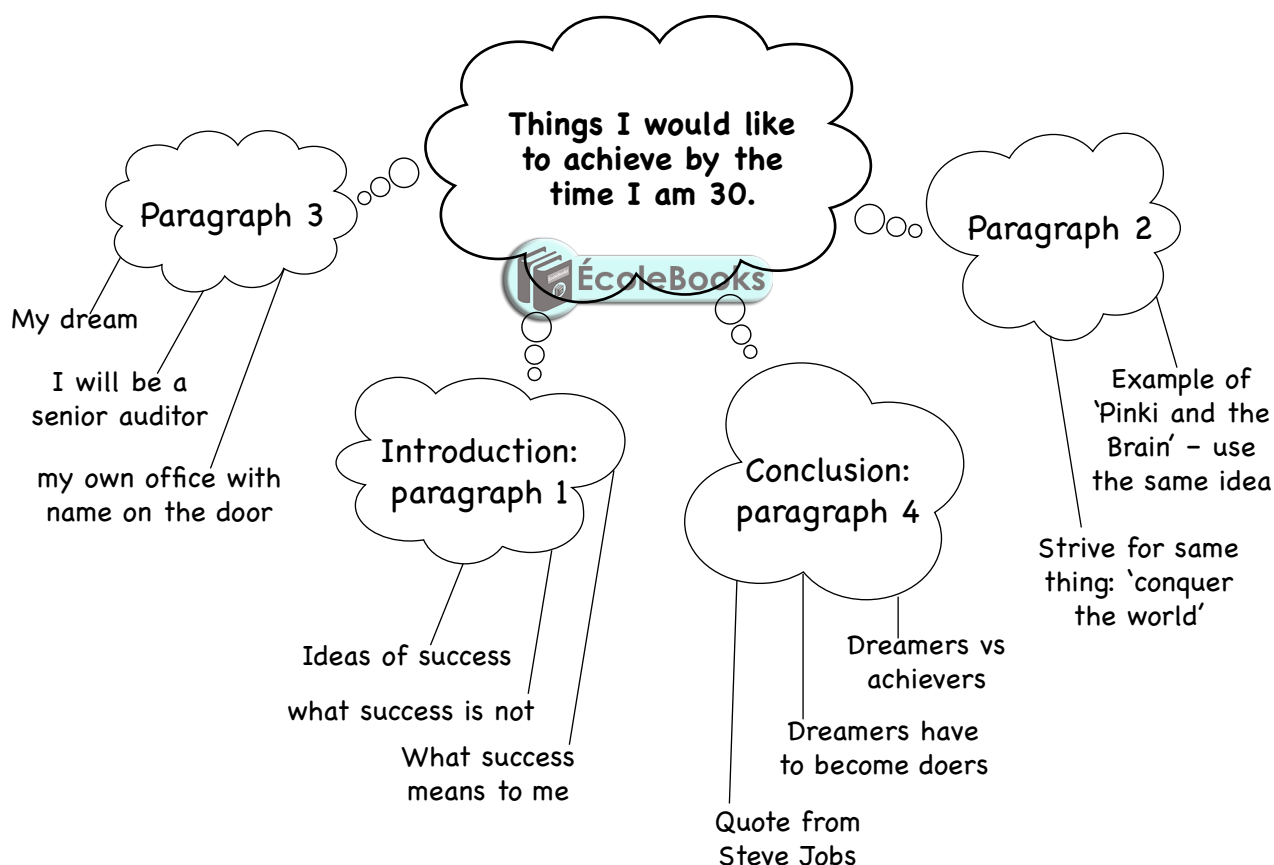 Things I would like
to achieve by the
time I am 30.
ÉcoleBooks
Paragraph 3
My dream
I will be a
senior auditor
my own office with
name on the door
Introduction:
paragraph 1
Ideas of success
what success is not
What success
means to me
Conclusion:
paragraph 4
Dreamers vs
achievers
Dreamers have
to become doers
Quote from
Steve Jobs
Paragraph 2
Example of
‘Pinki and the
Brain’ – use
the same idea
Strive for same
thing: ‘conquer
the world’